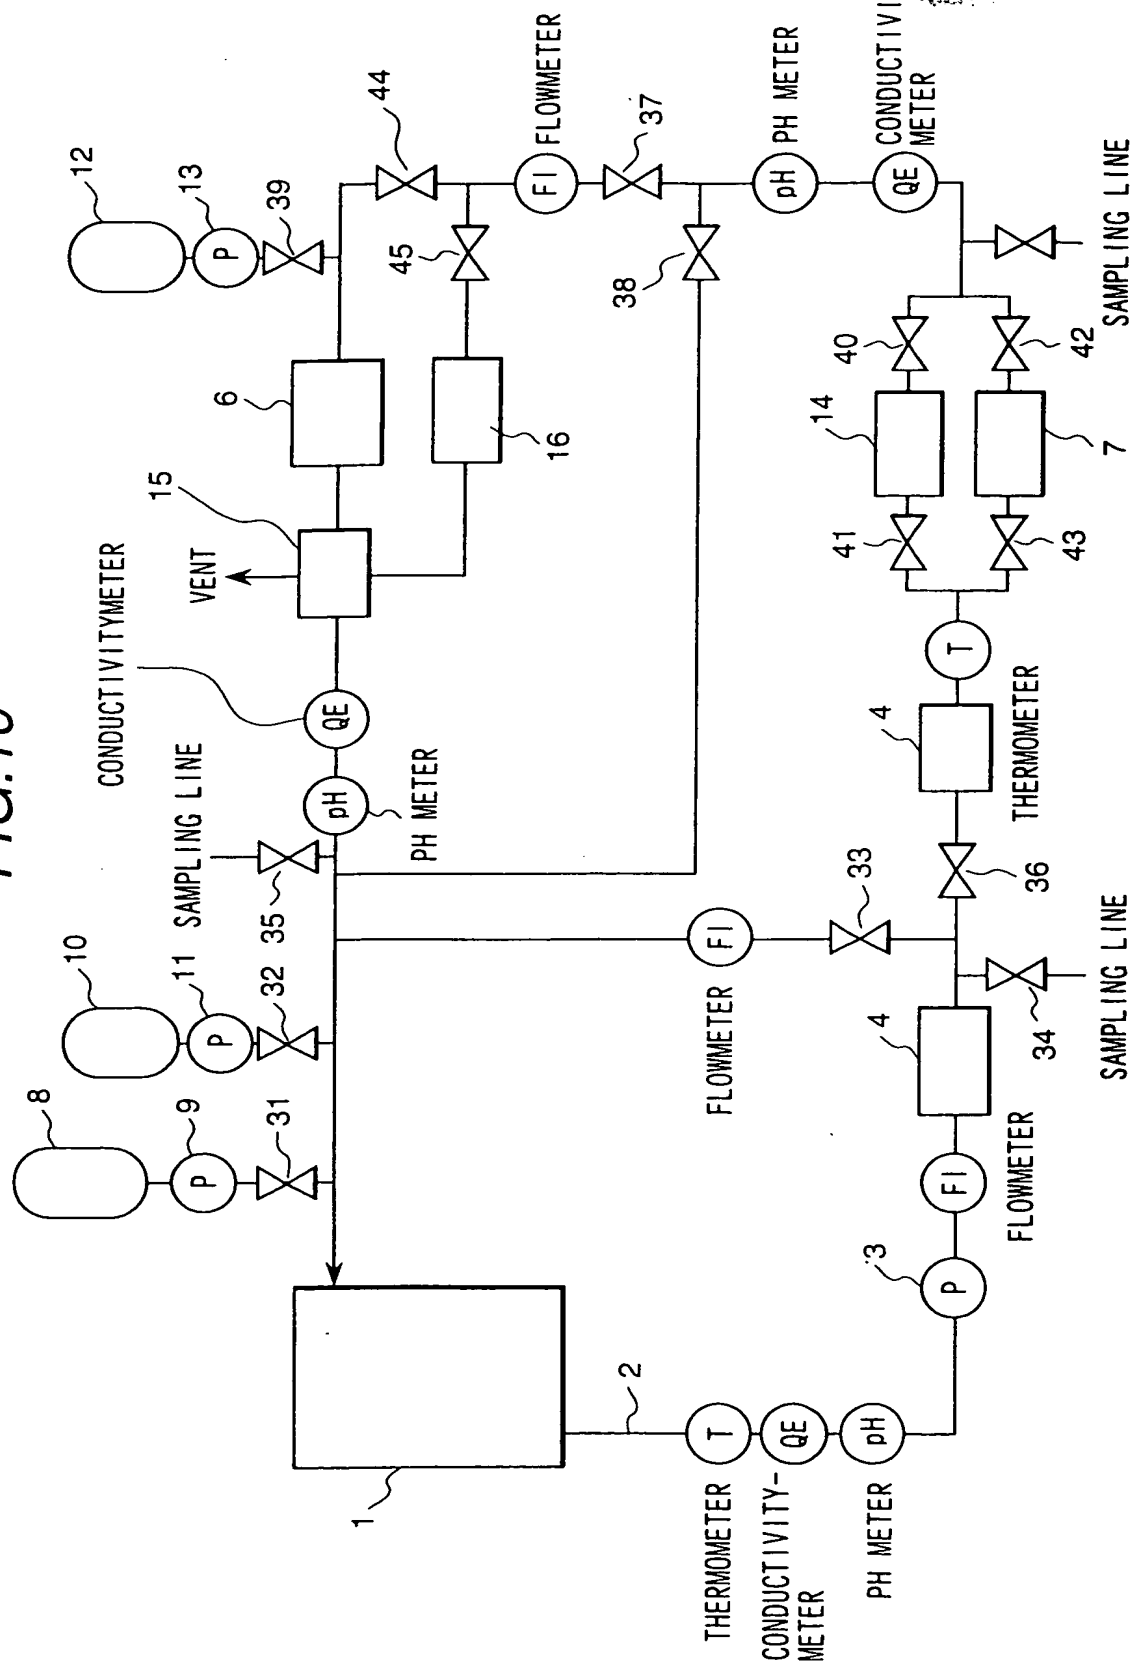 8
10
12
9
11
13
31
32
39
35
SAMPLING LINE
CONDUCTIVITYMETER
15
6
44
VENT
P
P
P
pH
QE
PH METER
45
16
FLOWMETER
FI
1
2
38
37
THERMOMETER
T
FLOWMETER
FI
PH METER
pH
CONDUCTIVITY-
METER
QE
METER
QE
PH METER
pH
33
41
14
40
3
4
4
P
FI
T
FLOWMETER
34
36
THERMOMETER
43
7
42
SAMPLING LINE
SAMPLING LINE